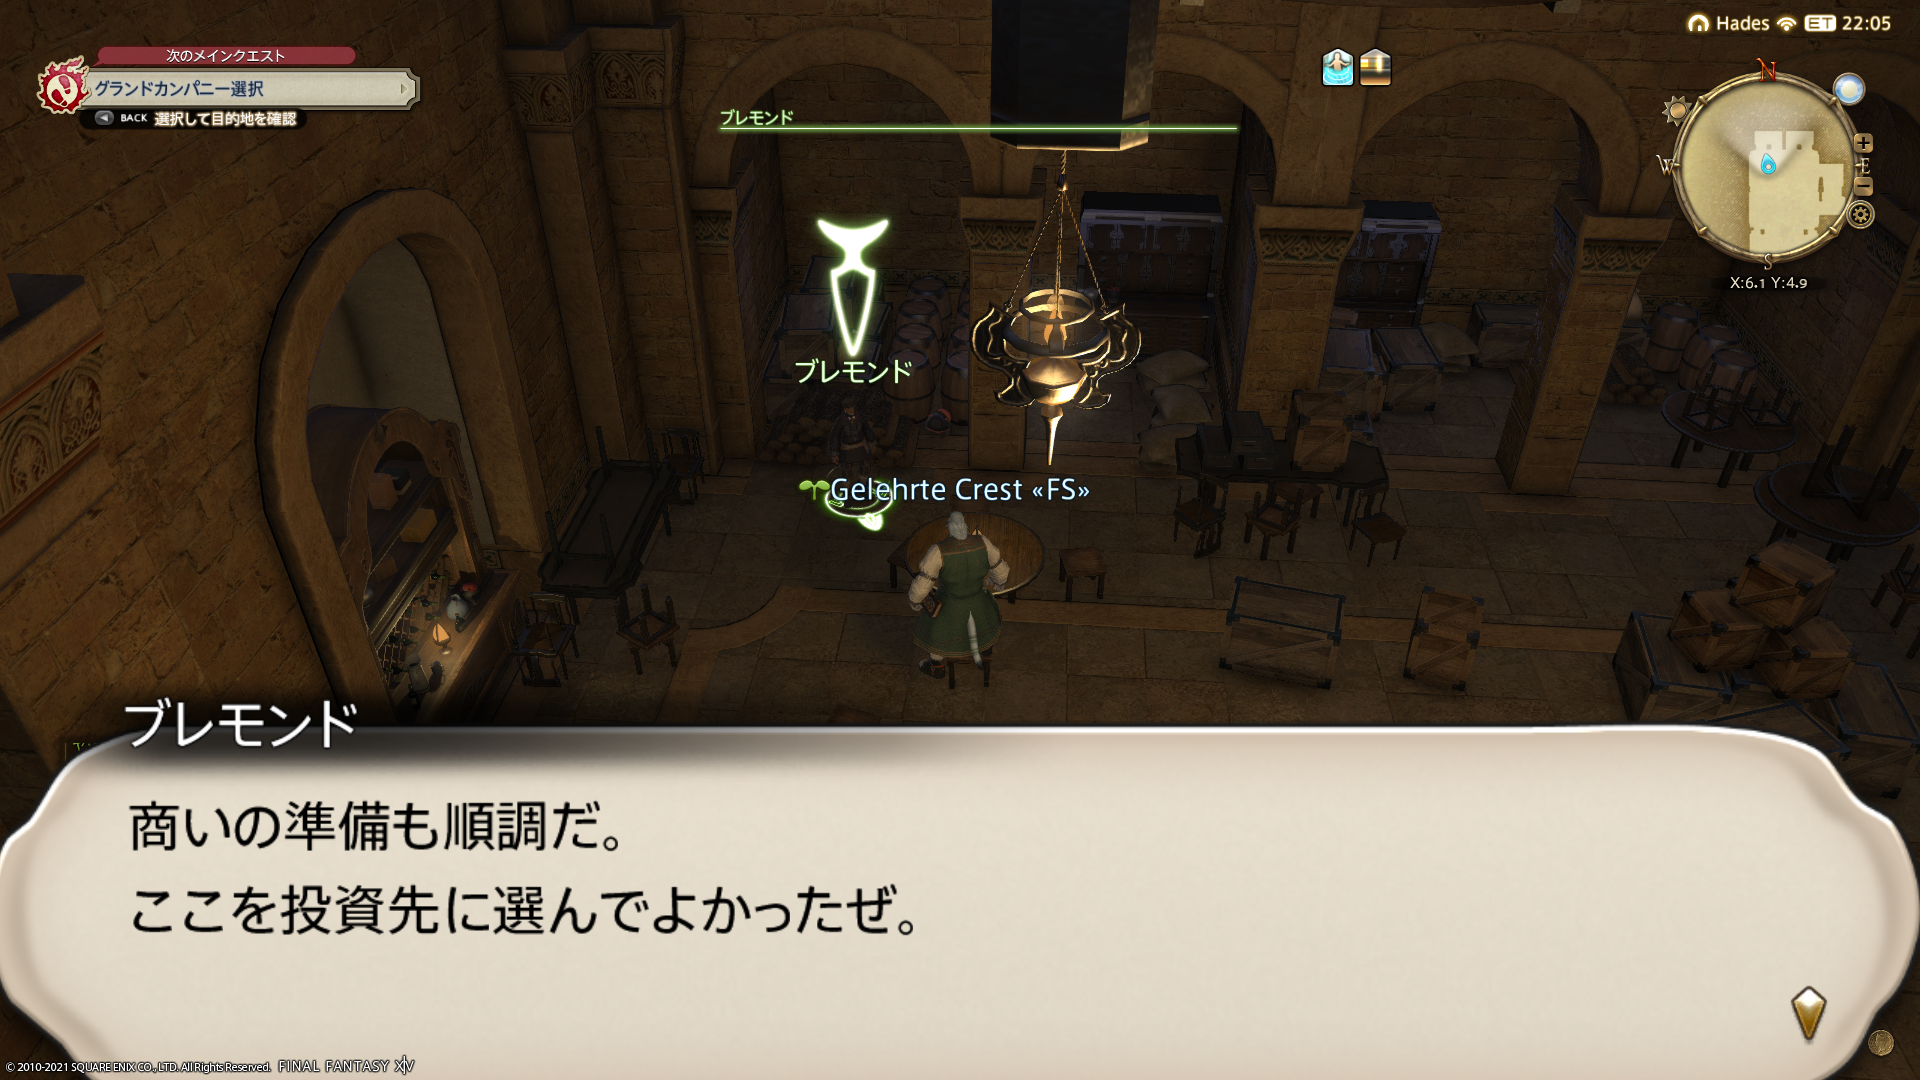 次のメインクエスト
グランドカンパニー選択
BACK 選択して目的地を確認
Hades ET 22:05
N
W
E
S
X:6.1 Y:4.9
ブレモンド
ブレモンド
Gelehrte Crest «FS»
ブレモンド
商いの準備も順調だ。
ここを投資先に選んでよかったぜ。
© 2010-2021 SQUARE ENIX CO., LTD. All Rights Reserved. FINAL FANTASY XIV